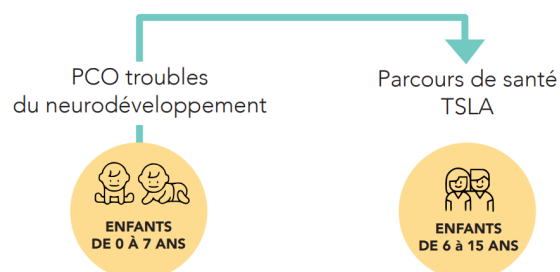 PCO troubles
du neurodéveloppement
ENFANTS
DE 0 À 7 ANS
Parcours de santé
TSLA
ENFANTS
DE 6 à 15 ANS